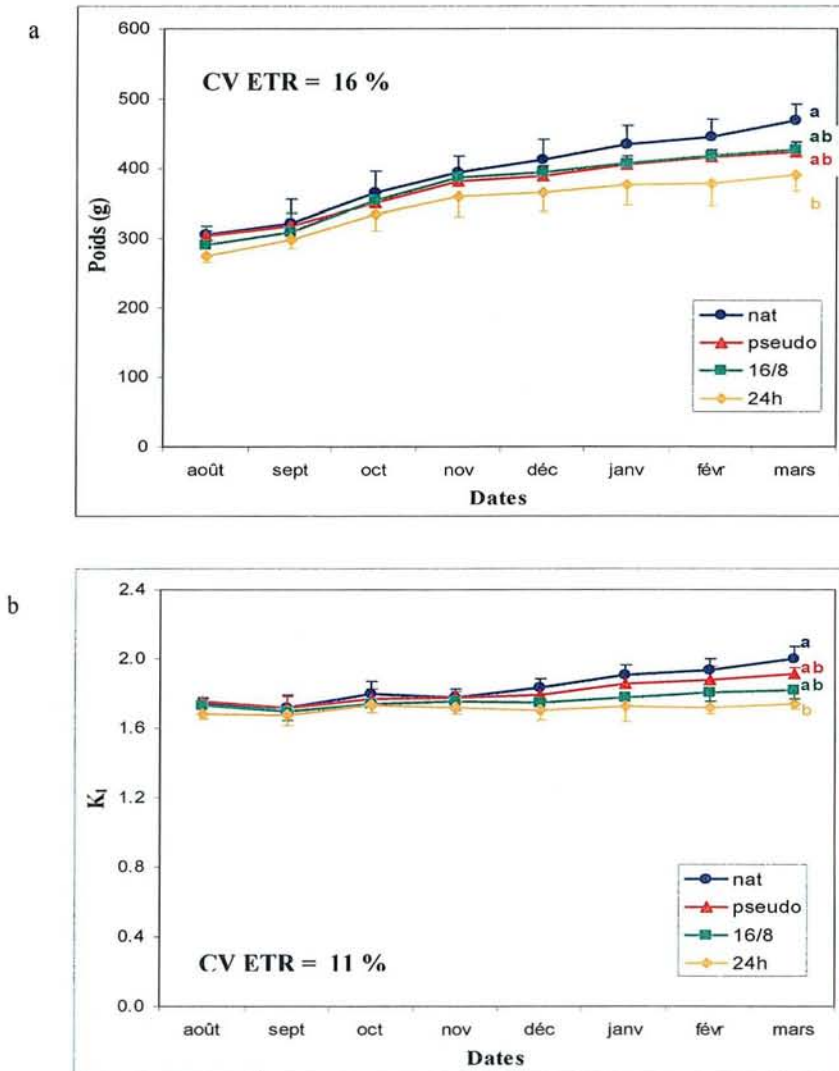 a
600
CV ETR = 16 %
500
400
300
200
100
0
Poids (g)
a
ab
ab
b
nat
pseudo
16/8
24h
août sept oct nov déc janv févr mars
Dates
b
2.4
2.0
1.6
1.2
0.8
0.4
0.0
K₁
a
ab
ab
b
nat
pseudo
16/8
24h
CV ETR = 11 %
août sept oct nov déc janv févr mars
Dates